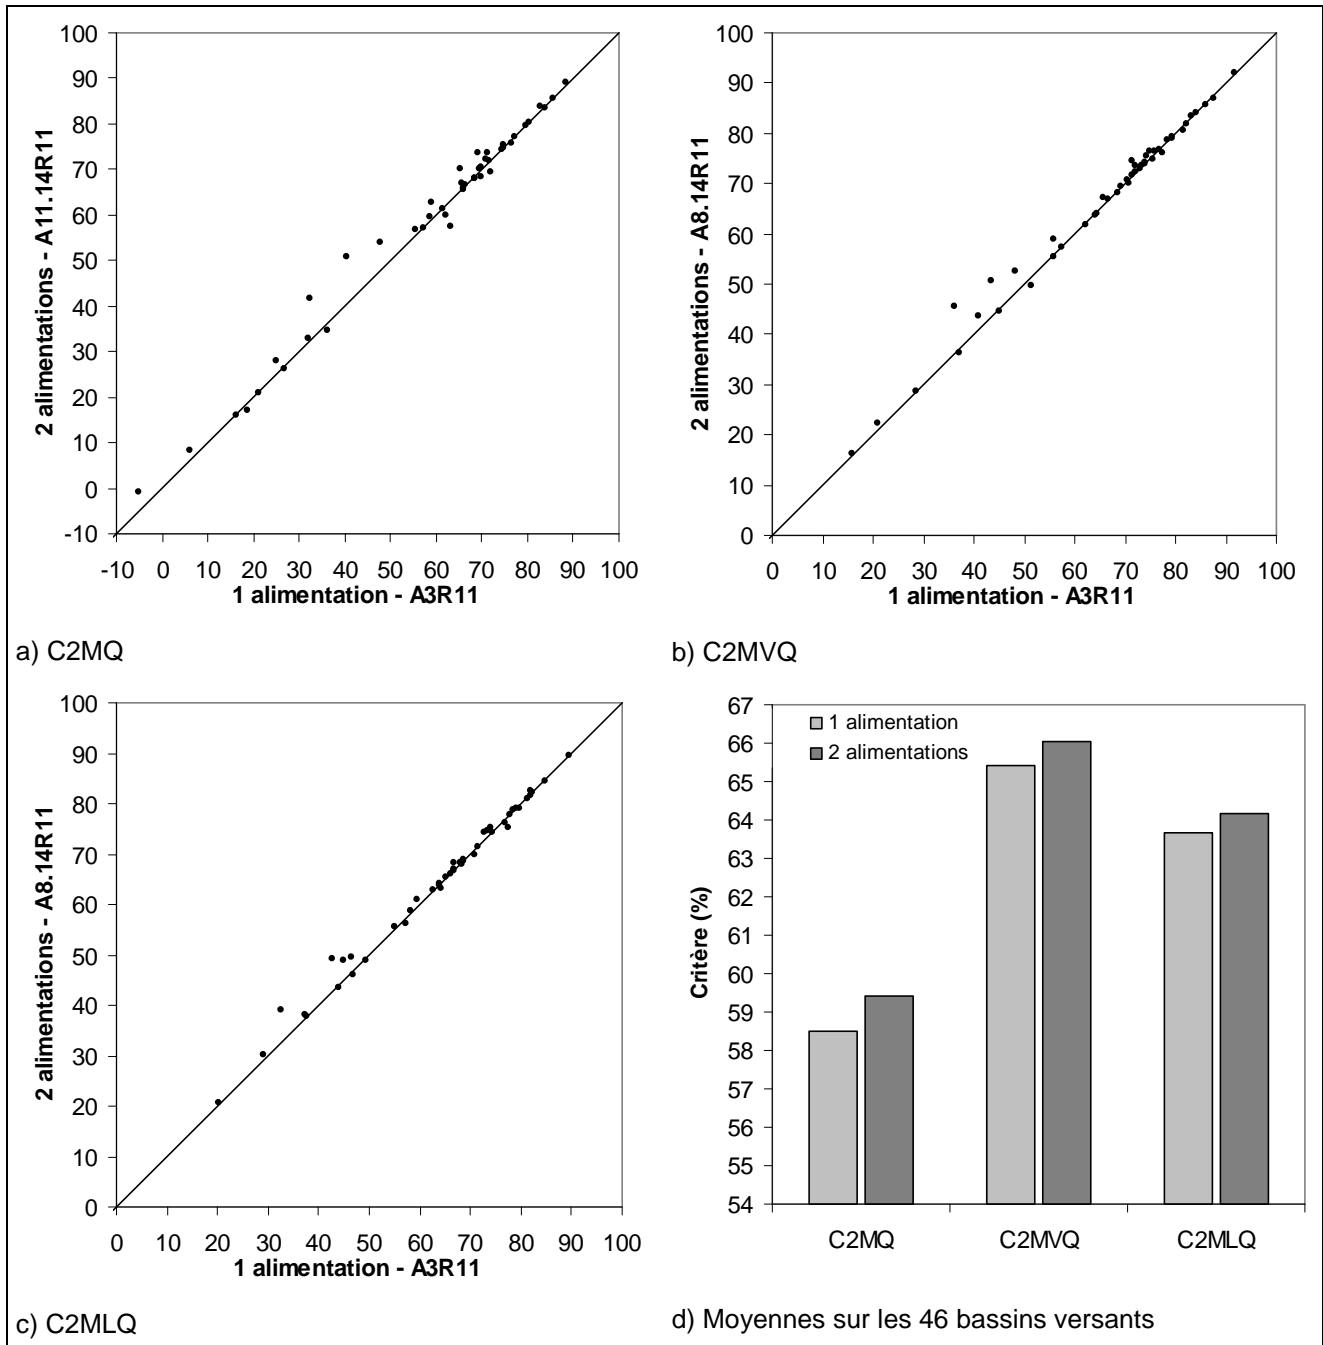 100
90
80
70
60
50
40
30
20
10
0
-10
-10 0 10 20 30 40 50 60 70 80 90 100
2 alimentations - A11.14R11
1 alimentation - A3R11
a) C2MQ
100
90
80
70
60
50
40
30
20
10
0
0 10 20 30 40 50 60 70 80 90 100
2 alimentations - A8.14R11
1 alimentation - A3R11
b) C2MVQ
100
90
80
70
60
50
40
30
20
10
0
0 10 20 30 40 50 60 70 80 90 100
2 alimentations - A8.14R11
1 alimentation - A3R11
c) C2MLQ
67
66
65
64
63
62
61
60
59
58
57
56
55
54
Critère (%)
1 alimentation
2 alimentations
C2MQ C2MVQ C2MLQ
d) Moyennes sur les 46 bassins versants